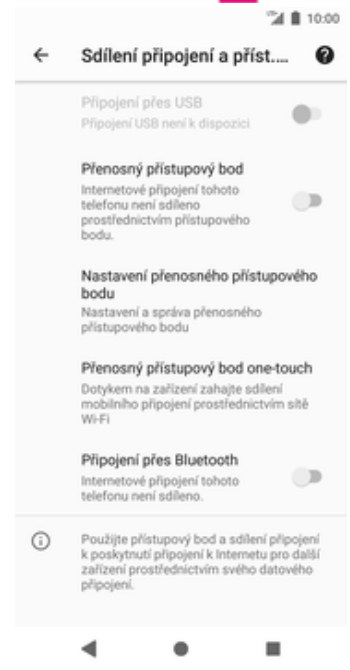 10:00
Sdílení připojení a příst....
Připojení přes USB
Připojení USB není k dispozici
Přenosný přístupový bod
Internetové připojení tohoto
telefonu není sdíleno
prostřednictvím přístupového
bodu.
Nastavení přenosného přístupového
bodu
Nastavení a správa přenosného
přístupového bodu
Přenosný přístupový bod one-touch
Dotykem na zařízení zahajte sdílení
mobilního připojení prostřednictvím sítě
Wi-Fi
Připojení přes Bluetooth
Internetové připojení tohoto
telefonu není sdíleno.
Použijte přístupový bod a sdílení připojení
k poskytnutí připojení k Internetu pro další
zařízení prostřednictvím svého datového
připojení.